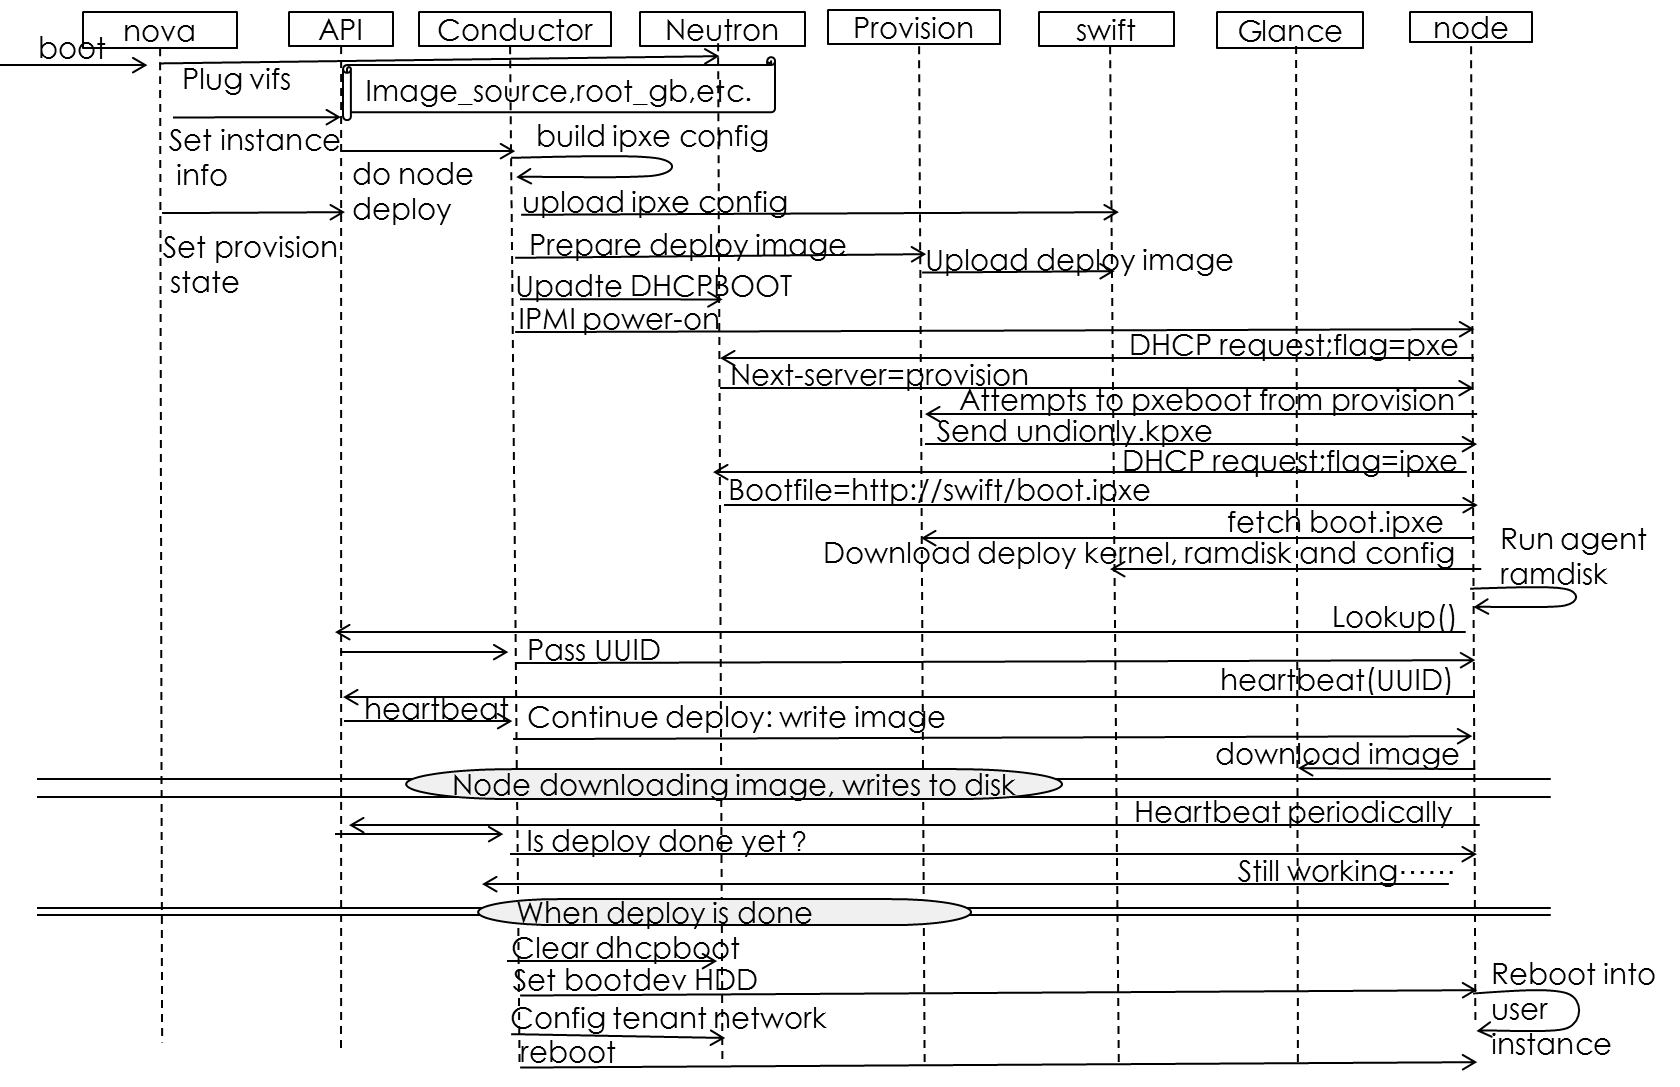 nova
API
Conductor
Neutron
Provision
swift
Glance
node
boot
Plug vifs
Image_source,root_gb,etc.
Set instance
info
build ipxe config
do node
deploy
upload ipxe config
Set provision
state
Prepare deploy image
Upload deploy image
Upadte DHCPBOOT
IPMI power-on
DHCP request;flag=pxe
Next-server=provision
Attempts to pxeboot from provision
Send undionly.kpxe
DHCP request;flag=ipxe
Bootfile=http://swift/boot.ipxe
fetch boot.ipxe
Download deploy kernel, ramdisk and config
Run agent
ramdisk
Lookup()
Pass UUID
heartbeat(UUID)
heartbeat
Continue deploy: write image
download image
Node downloading image, writes to disk
Heartbeat periodically
Is deploy done yet ?
Still working······
When deploy is done
Clear dhcpboot
Set bootdev HDD
Reboot into
user
instance
Config tenant network
reboot